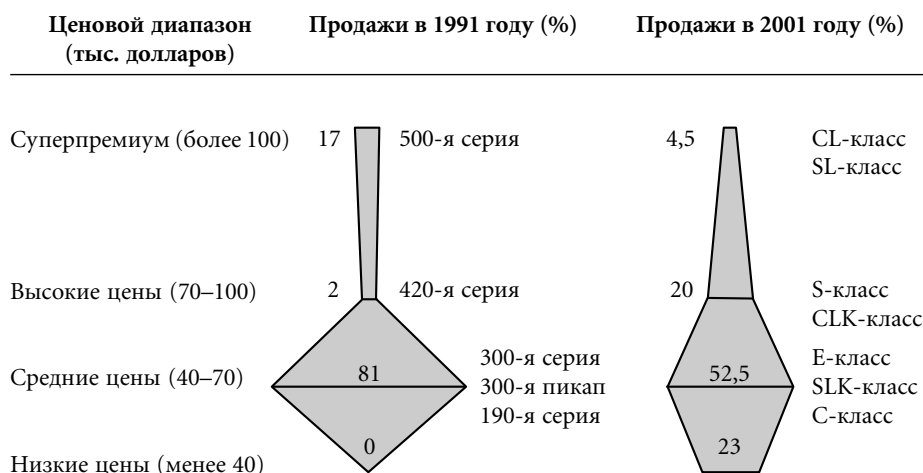 Ценовой диапазон Продажи в 1991 году (%) Продажи в 2001 году (%)
(тыс. долларов)
Суперпремиум (более 100) 17 500-я серия 4,5 CL-класс
SL-класс
Высокие цены (70–100) 2 420-я серия 20 S-класс
CLK-класс
300-я серия E-класс
Средние цены (40–70) 81 300-я пикап 52,5 SLK-класс
190-я серия C-класс
0 23
Низкие цены (менее 40)